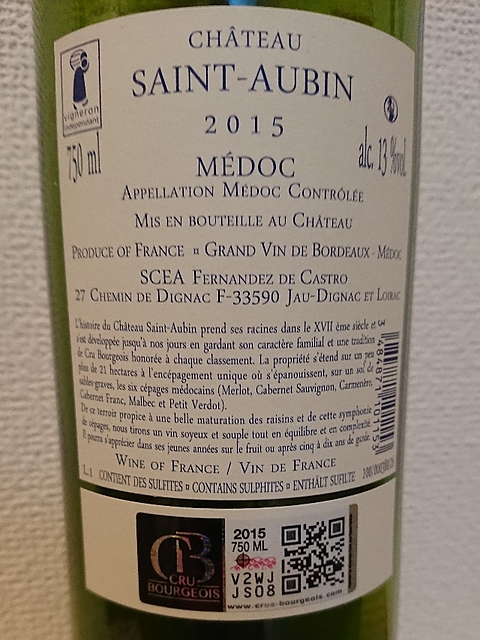 CHÂTEAU
SAINT-AUBIN
vigneron
indépendant
2015
750 ml
alc. 13 %vol.
MÉDOC
APPELLATION MÉDOC CONTRÔLÉE
MIS EN BOUTEILLE AU CHÂTEAU
PRODUCE OF FRANCE ¤ GRAND VIN DE BORDEAUX - MÉDOC
SCEA FERNANDEZ DE CASTRO
27 CHEMIN DE DIGNAC F-33590 JAU-DIGNAC ET LOIRAC
L'histoire du Château Saint-Aubin prend ses racines dans le XVII ème siècle et
s'est développée jusqu'à nos jours en gardant son caractère familial et une tradition
de Cru Bourgeois honorée à chaque classement. La propriété s'étend sur un peu
plus de 21 hectares à l'encépagement unique où s'épanouissent, sur un sol de
sables-graves, les six cépages médocains (Merlot, Cabernet Sauvignon, Carmenère,
Cabernet Franc, Malbec et Petit Verdot).
De ce terroir propice à une belle maturation des raisins et de cette symphonie
de cépages, nous tirons un vin soyeux et souple tout en équilibre et en complexité.
Il pourra s'apprécier dans ses jeunes années sur le fruit ou après cinq à dix ans de garde.
WINE OF FRANCE / VIN DE FRANCE
L.1 CONTIENT DES SULFITES ¤ CONTAINS SULPHITES ¤ ENTHÄLT SULFITE
CB
CRU
BOURGEOIS
2015
750 ML
V2WJ
JS08
www.crus-bourgeois.com